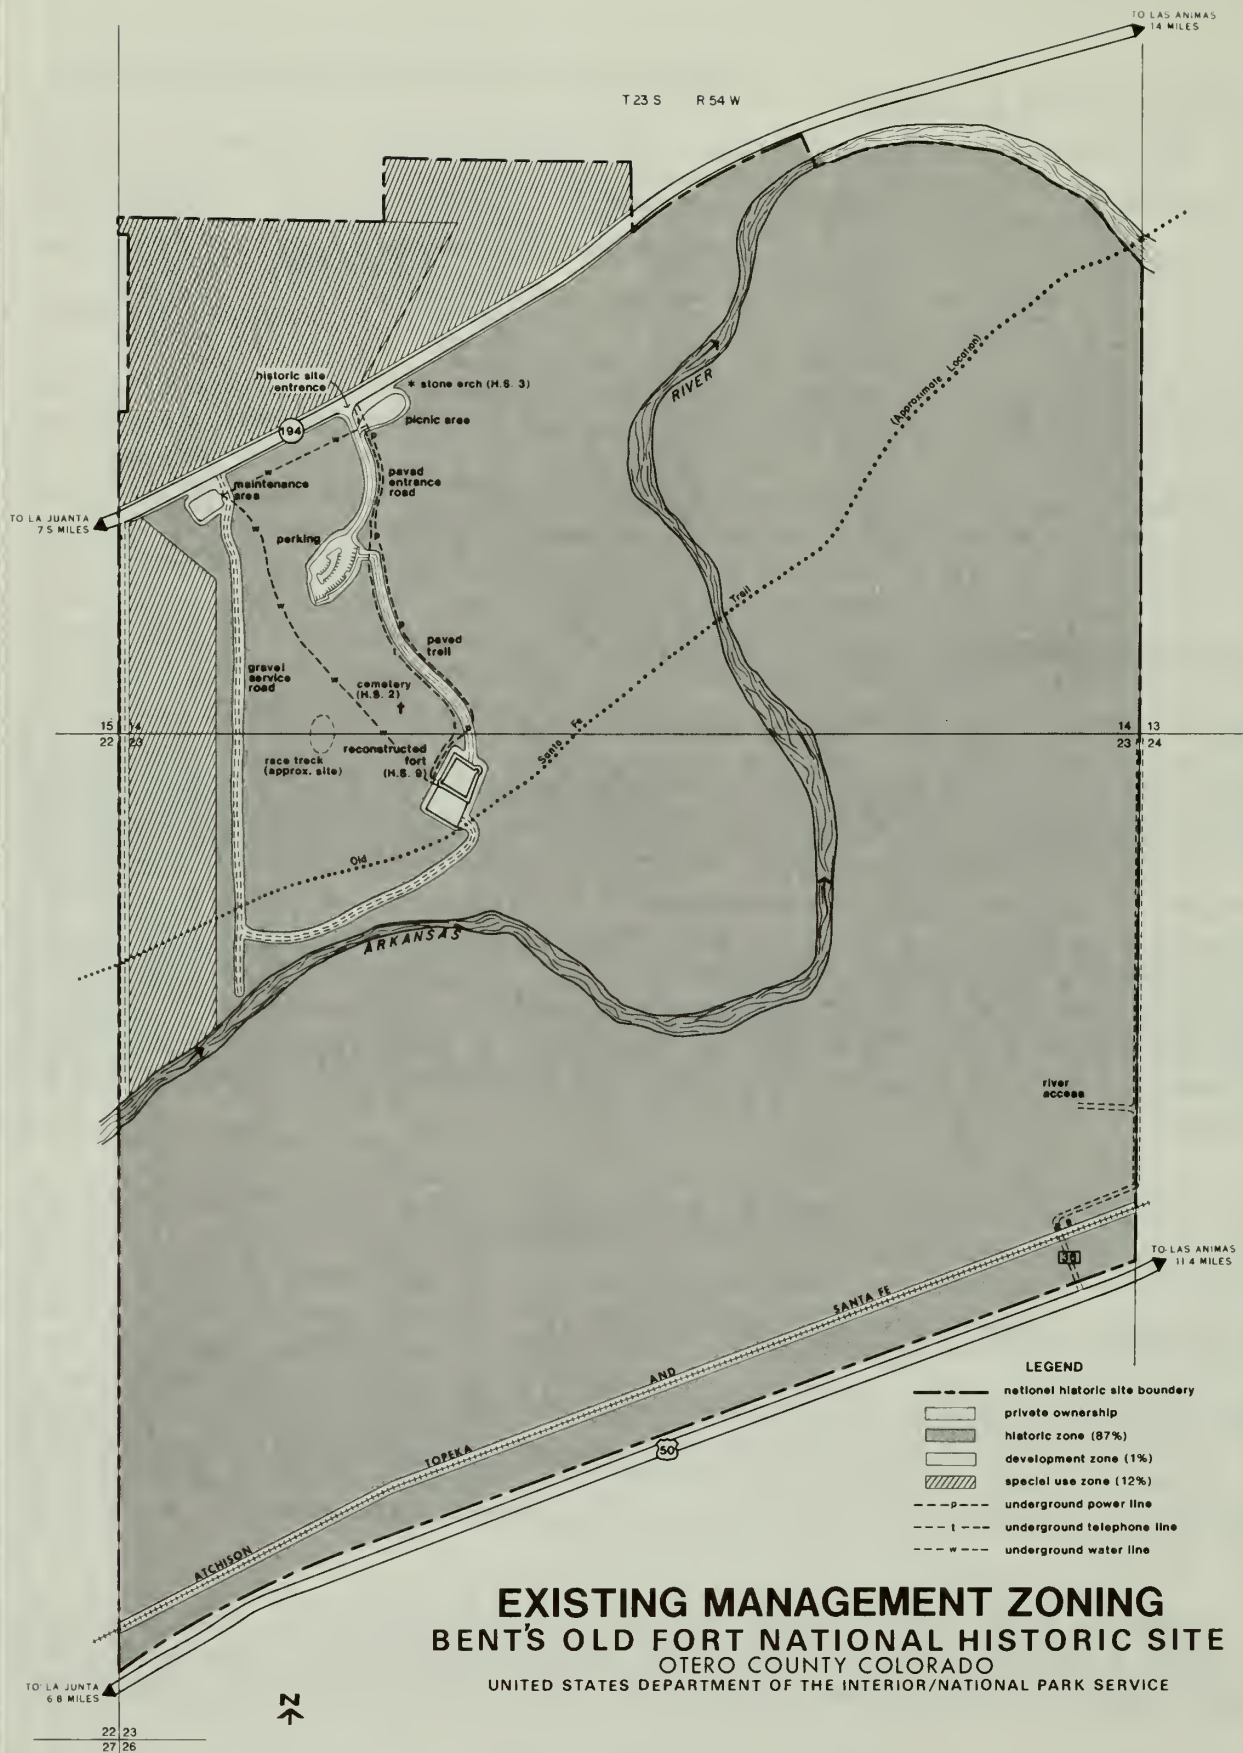 TO LAS ANIMAS
14 MILES
T 23 S R 54 W
historic site
entrance
* stone arch (H.S. 3)
picnic area
194
RIVER
(Approximate Location)
maintenance
area
paved
entrance
road
TO LA JUANTA
7 5 MILES
parking
Trail
paved
trail
gravel
service
road
cemetery
(H.S. 2)
15 14
22 23
14 13
23 24
Santa Fe
race track
(approx. site)
reconstructed
fort
(H.S. 9)
Old
ARKANSAS
river
access
TO LAS ANIMAS
11 4 MILES
ATCHISON TOPEKA AND SANTA FE
50
LEGEND
national historic site boundary
private ownership
historic zone (87%)
development zone (1%)
special use zone (12%)
p underground power line
t underground telephone line
w underground water line
EXISTING MANAGEMENT ZONING
BENT'S OLD FORT NATIONAL HISTORIC SITE
OTERO COUNTY COLORADO
UNITED STATES DEPARTMENT OF THE INTERIOR/NATIONAL PARK SERVICE
TO LA JUNTA
6 8 MILES
N
22 23
27 26